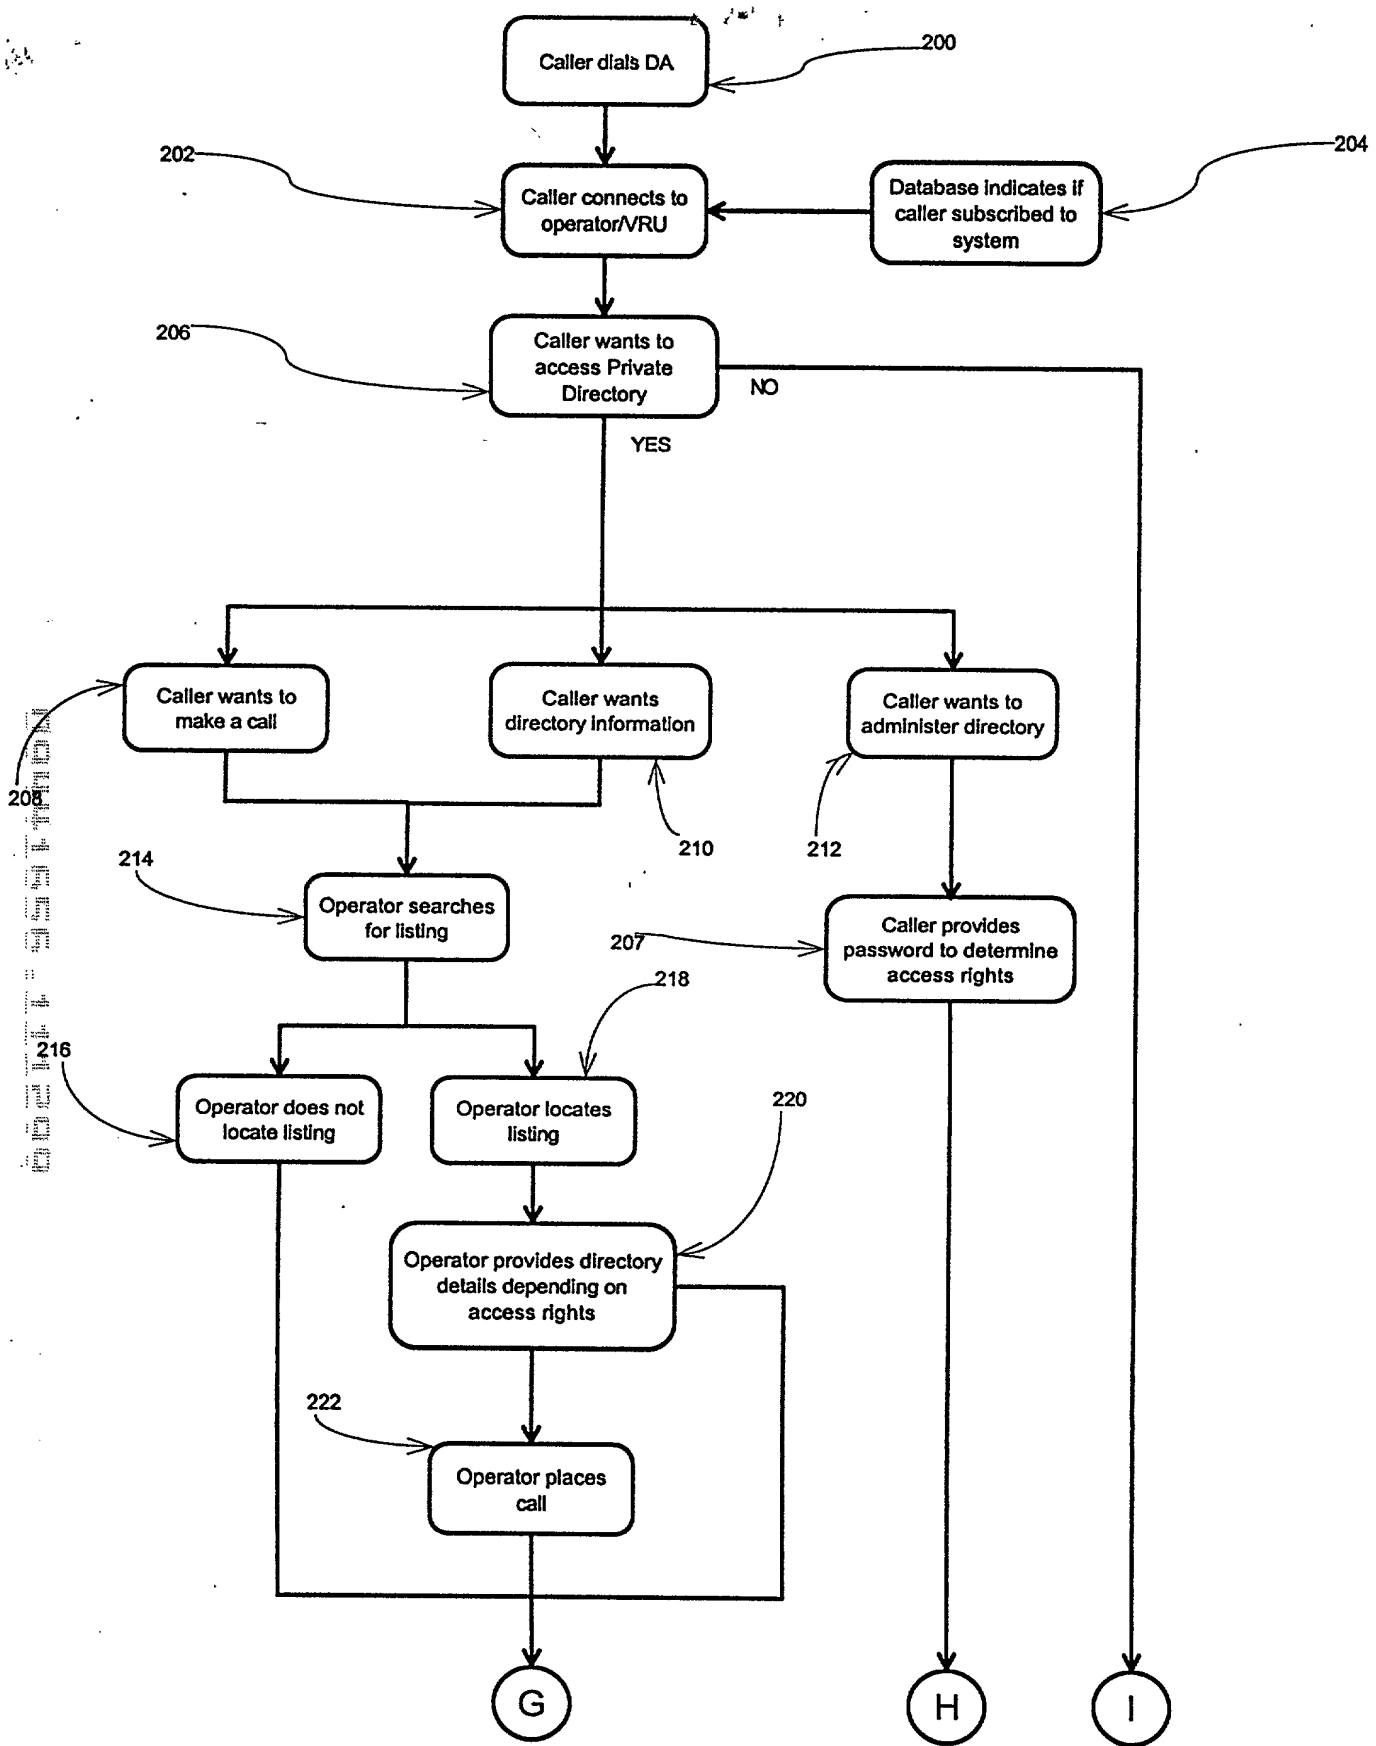 Caller dials DA
200
202
Caller connects to
operator/VRU
Database indicates if
caller subscribed to
system
204
206
Caller wants to
access Private
Directory
NO
YES
Caller wants to
make a call
Caller wants
directory information
Caller wants to
administer directory
208
210
212
214
Operator searches
for listing
207
Caller provides
password to determine
access rights
218
216
Operator does not
locate listing
Operator locates
listing
220
Operator provides directory
details depending on
access rights
222
Operator places
call
G
H
I